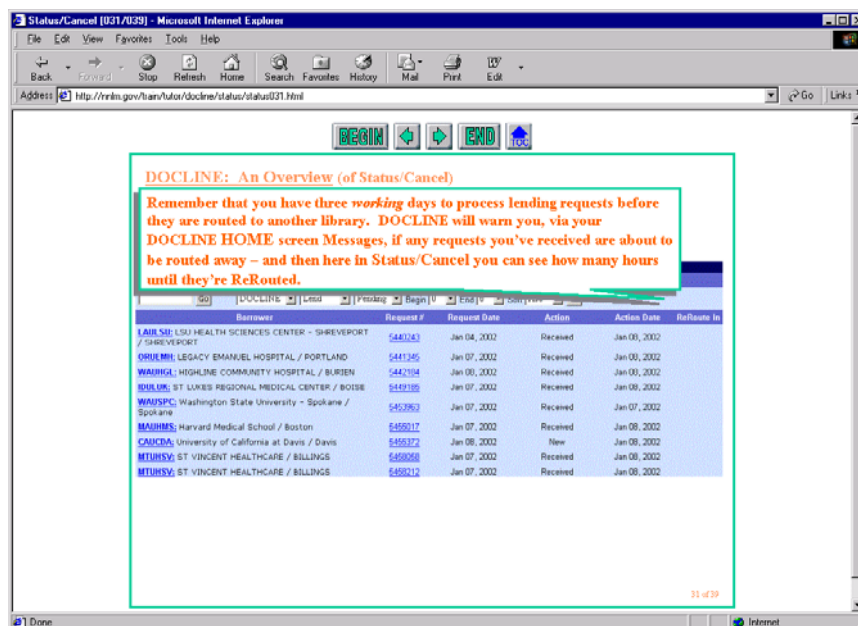 Status/Cancel [031/039] - Microsoft Internet Explorer
File Edit View Favorites Tools Help
Back Forward Stop Refresh Home Search Favorites History Mail Print Edit
Address http://nnlm.gov/train/tutor/docline/status/status031.html Go Links
BEGIN END TOC
DOCLINE: An Overview (of Status/Cancel)
Remember that you have three working days to process lending requests before
they are routed to another library. DOCLINE will warn you, via your
DOCLINE HOME screen Messages, if any requests you've received are about to
be routed away – and then here in Status/Cancel you can see how many hours
until they're ReRouted.
Go DOCLINE Lend Pending Begin 0 End
Borrower Request # Request Date Action Action Date ReRoute In
LAULSU: LSU HEALTH SCIENCES CENTER - SHREVEPORT
/ SHREVEPORT 5440243 Jan 04, 2002 Received Jan 08, 2002
ORUEMH: LEGACY EMANUEL HOSPITAL / PORTLAND 5441345 Jan 07, 2002 Received Jan 08, 2002
WAUHGL: HIGHLINE COMMUNITY HOSPITAL / BURIEN 5442184 Jan 08, 2002 Received Jan 08, 2002
IDULUK: ST LUKES REGIONAL MEDICAL CENTER / BOISE 5449186 Jan 07, 2002 Received Jan 07, 2002
WAUSPC: Washington State University - Spokane /
Spokane 5453963 Jan 07, 2002 Received Jan 07, 2002
MAUHMS: Harvard Medical School / Boston 5455017 Jan 07, 2002 Received Jan 08, 2002
CAUCDA: University of California at Davis / Davis 5455372 Jan 08, 2002 New Jan 08, 2002
MTUHSV: ST VINCENT HEALTHCARE / BILLINGS 5458068 Jan 07, 2002 Received Jan 08, 2002
MTUHSV: ST VINCENT HEALTHCARE / BILLINGS 5458212 Jan 07, 2002 Received Jan 08, 2002
31 of 39
Done Internet